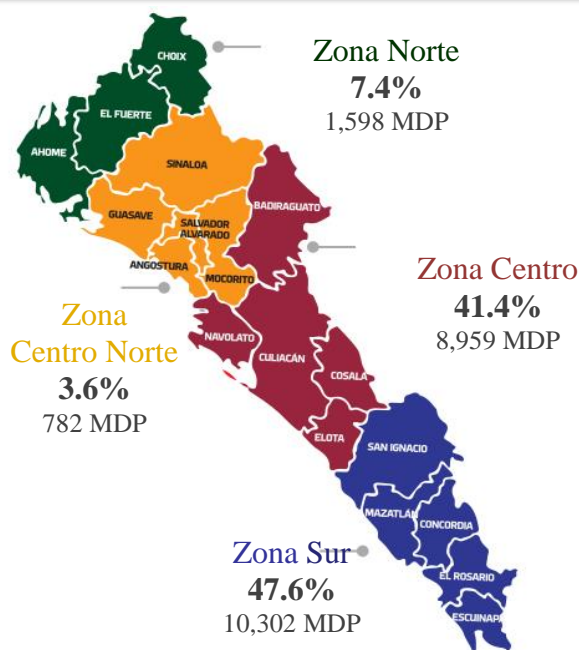 CHOIX
Zona Norte
7.4%
1,598 MDP
EL FUERTE
AHOME
SINALOA
GUASAVE
SALVADOR
ALVARADO
BADIRAGUATO
ANGOSTURA
MOCORITO
Zona Centro
41.4%
8,959 MDP
Zona
Centro Norte
3.6%
782 MDP
NAVOLATO
CULIACÁN
COSALA
ELOTA
SAN IGNACIO
MAZATLÁN
CONCORDIA
EL ROSARIO
ESCUINAP
Zona Sur
47.6%
10,302 MDP